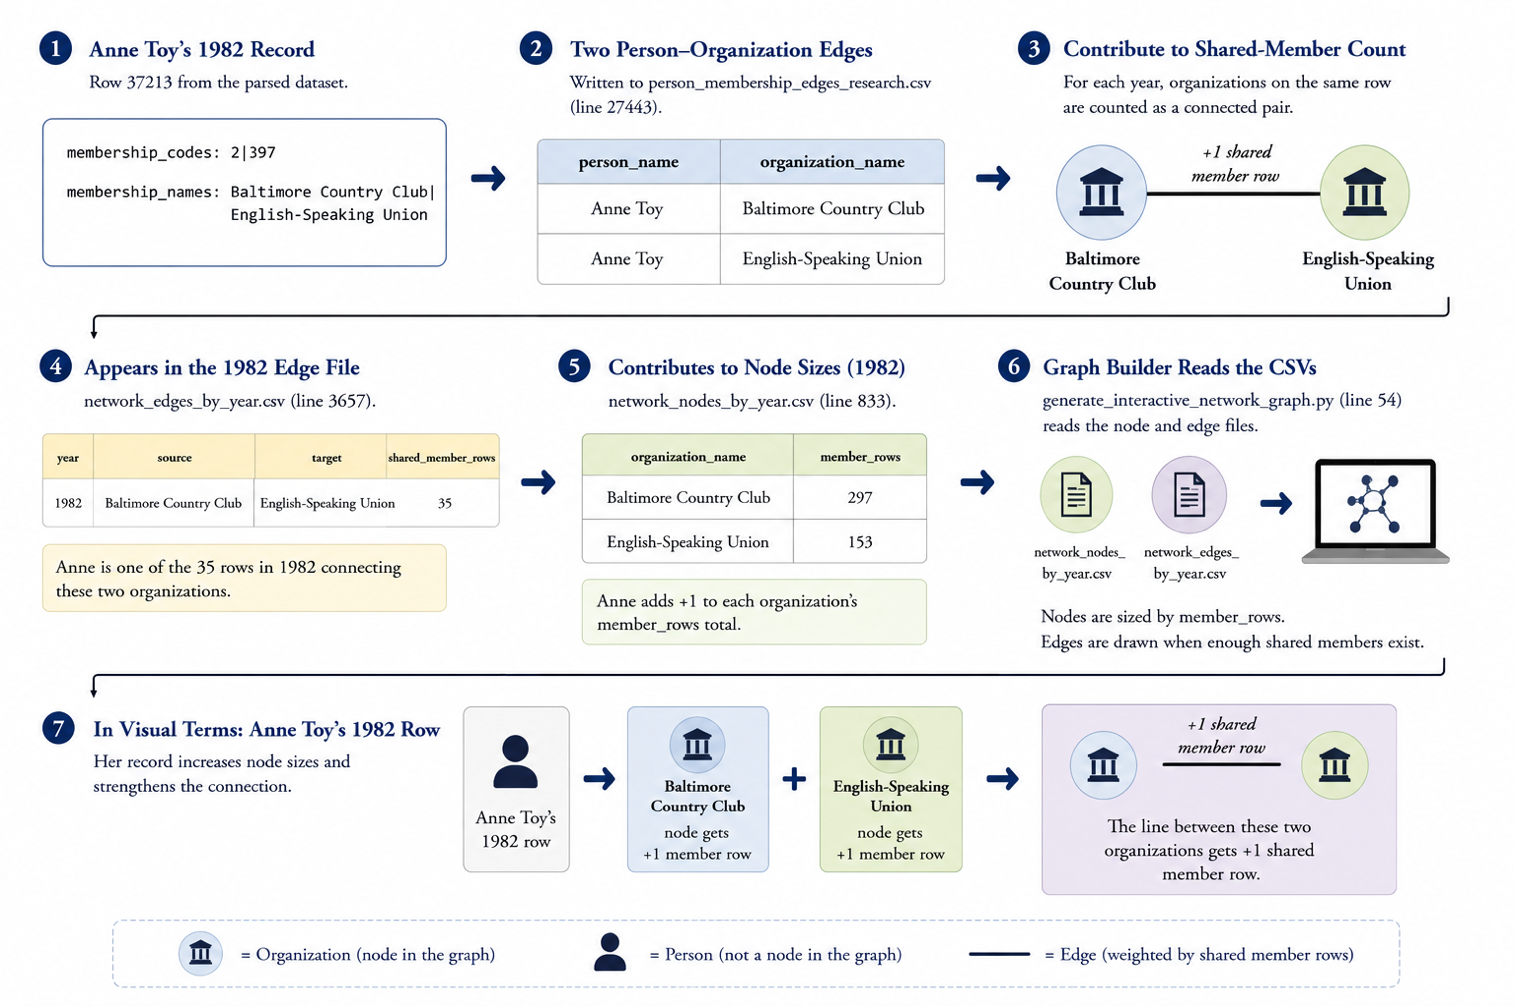 1 Anne Toy's 1982 Record
Row 37213 from the parsed dataset.
membership_codes: 2|397
membership_names: Baltimore Country Club|
English-Speaking Union
2 Two Person–Organization Edges
Written to person_membership_edges_research.csv
(line 27443).
person_name organization_name
Anne Toy Baltimore Country Club
Anne Toy English-Speaking Union
3 Contribute to Shared-Member Count
For each year, organizations on the same row
are counted as a connected pair.
+1 shared
member row
Baltimore
Country Club
English-Speaking
Union
4 Appears in the 1982 Edge File
network_edges_by_year.csv (line 3657).
year source target shared_member_rows
1982 Baltimore Country Club English-Speaking Union 35
Anne is one of the 35 rows in 1982 connecting
these two organizations.
5 Contributes to Node Sizes (1982)
network_nodes_by_year.csv (line 833).
organization_name member_rows
Baltimore Country Club 297
English-Speaking Union 153
Anne adds +1 to each organization's
member_rows total.
6 Graph Builder Reads the CSVs
generate_interactive_network_graph.py (line 54)
reads the node and edge files.
network_nodes_
by_year.csv
network_edges_
by_year.csv
Nodes are sized by member_rows.
Edges are drawn when enough shared members exist.
7 In Visual Terms: Anne Toy's 1982 Row
Her record increases node sizes and
strengthens the connection.
Anne Toy's
1982 row
Baltimore
Country Club
node gets
+1 member row
+
English-Speaking
Union
node gets
+1 member row
+1 shared
member row
The line between these two
organizations gets +1 shared
member row.
= Organization (node in the graph)
= Person (not a node in the graph)
= Edge (weighted by shared member rows)